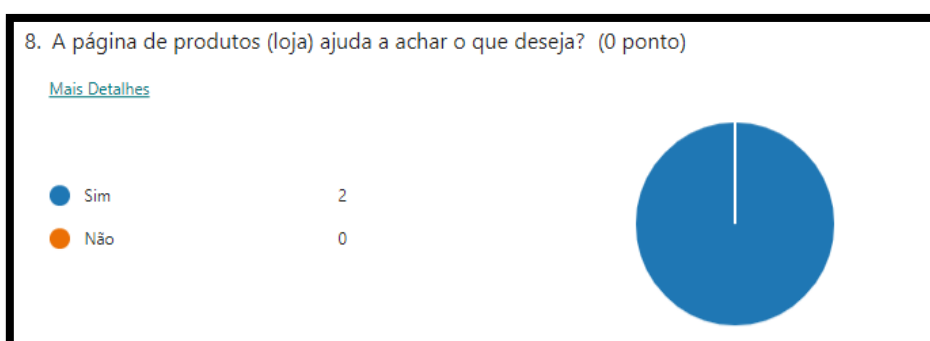 8. A página de produtos (loja) ajuda a achar o que deseja? (0 ponto)
Mais Detalhes
Sim 2
Não 0